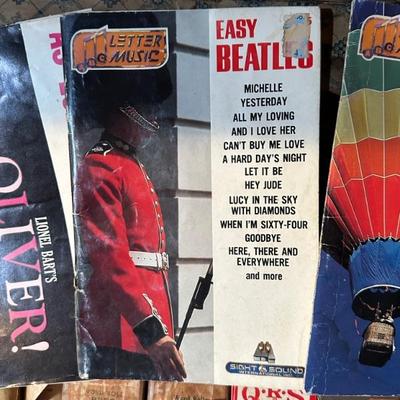 LIONEL BART'S
OLIVER!
LETTER
MUSIC
EASY
BEATLES
MICHELLE
YESTERDAY
ALL MY LOVING
AND I LOVE HER
CAN'T BUY ME LOVE
A HARD DAY'S NIGHT
LET IT BE
HEY JUDE
LUCY IN THE SKY
WITH DIAMONDS
WHEN I'M SIXTY-FOUR
GOODBYE
HERE, THERE AND
EVERYWHERE
and more
SIGHT & SOUND
INTERNATIONAL INC.
Q·R·S